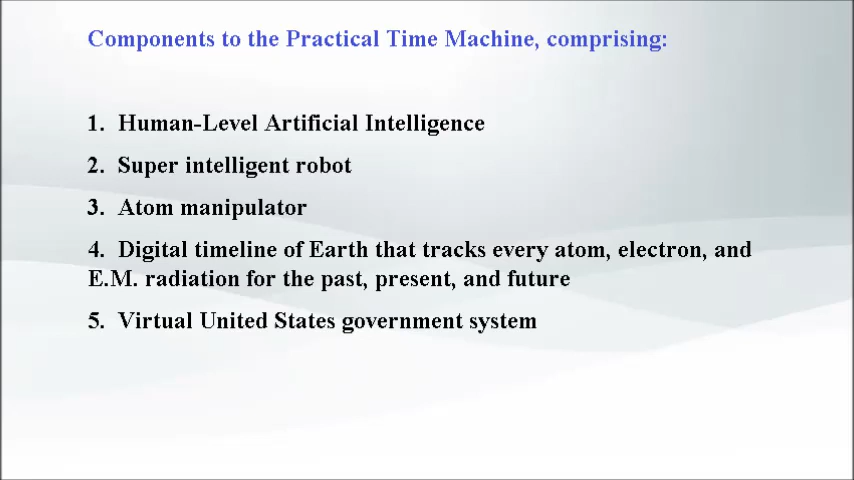 Components to the Practical Time Machine, comprising:
1. Human-Level Artificial Intelligence
2. Super intelligent robot
3. Atom manipulator
4. Digital timeline of Earth that tracks every atom, electron, and
E.M. radiation for the past, present, and future
5. Virtual United States government system